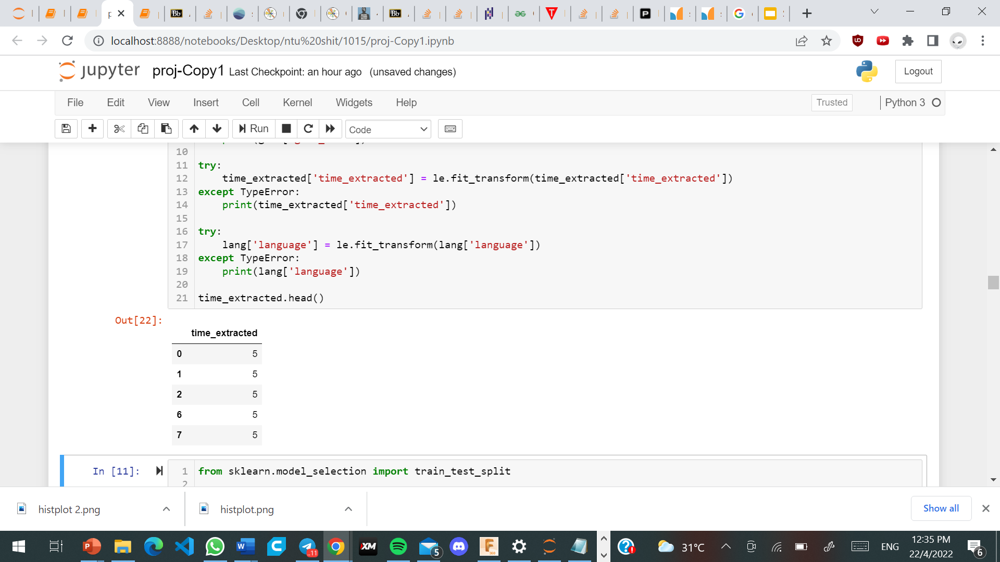 localhost:8888/notebooks/Desktop/ntu%20shit/1015/proj-Copy1.ipynb
jupyter proj-Copy1 Last Checkpoint: an hour ago (unsaved changes)
Logout
File Edit View Insert Cell Kernel Widgets Help
Trusted
Python 3
Run
Code
10
11 try:
12 time_extracted['time_extracted'] = le.fit_transform(time_extracted['time_extracted'])
13 except TypeError:
14 print(time_extracted['time_extracted'])
15
16 try:
17 lang['language'] = le.fit_transform(lang['language'])
18 except TypeError:
19 print(lang['language'])
20
21 time_extracted.head()
Out[22]:
time_extracted
0 5
1 5
2 5
6 5
7 5
In [11]:
1 from sklearn.model_selection import train_test_split
2
histplot 2.png
histplot.png
Show all
31°C
ENG
12:35 PM
22/4/2022
6